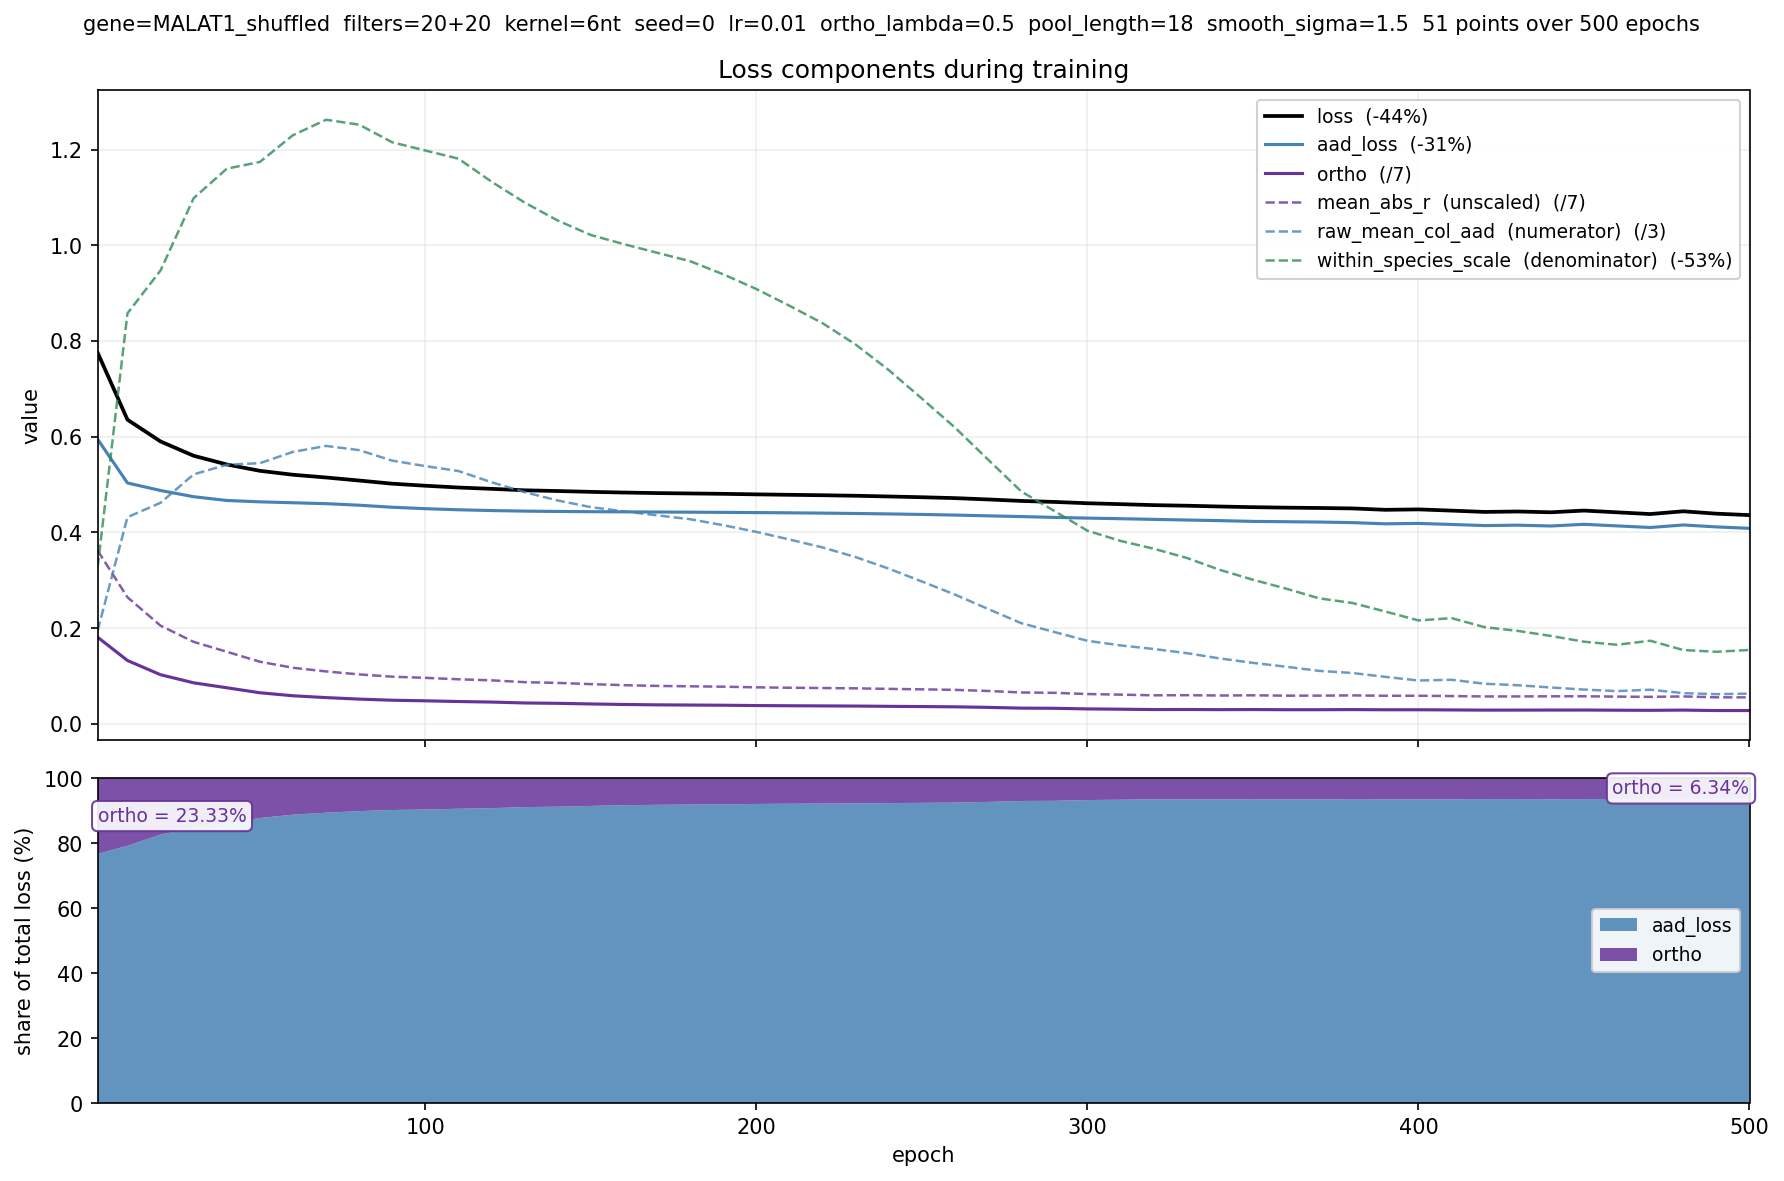 gene=MALAT1_shuffled  filters=20+20  kernel=6nt  seed=0  lr=0.01  ortho_lambda=0.5  pool_length=18  smooth_sigma=1.5  51 points over 500 epochs
Loss components during training
loss  (-44%)
aad_loss  (-31%)
ortho  (/7)
mean_abs_r  (unscaled)  (/7)
raw_mean_col_aad  (numerator)  (/3)
within_species_scale  (denominator)  (-53%)
value
1.2
1.0
0.8
0.6
0.4
0.2
0.0
share of total loss (%)
100
80
60
40
20
0
ortho = 23.33%
ortho = 6.34%
aad_loss
ortho
100
200
300
400
500
epoch